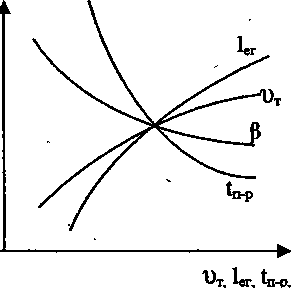 lег
υт
β
tп-р
υт, lег, tп-р,